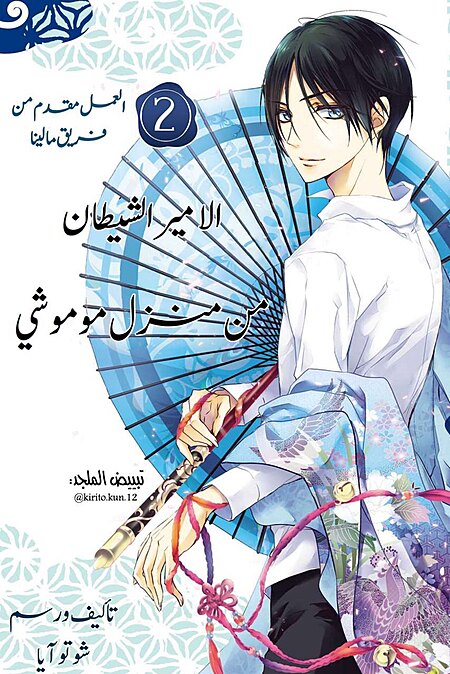 العمل مقدم من
فريق مالينا
2
الامير الشيطان
من منزل موموشي
تبييض الملجد:
@kirito.kun.12
تأليف ورسم
شوتو آيا